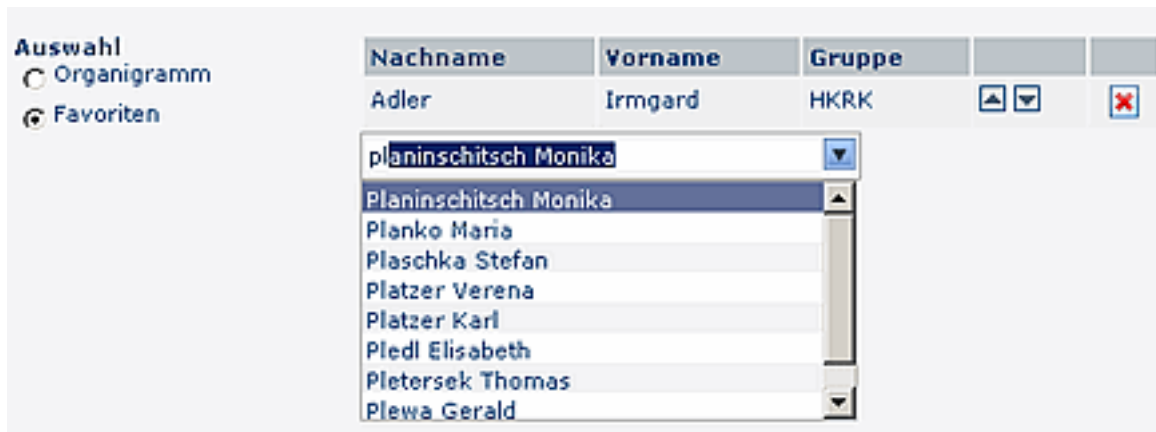 Auswahl
Organigramm
Favoriten
Nachname Vorname Gruppe
Adler Irmgard HKRK
planinschitsch Monika
Planinschitsch Monika
Planko Maria
Plaschka Stefan
Platzer Verena
Platzer Karl
Pledl Elisabeth
Pletersek Thomas
Plewa Gerald